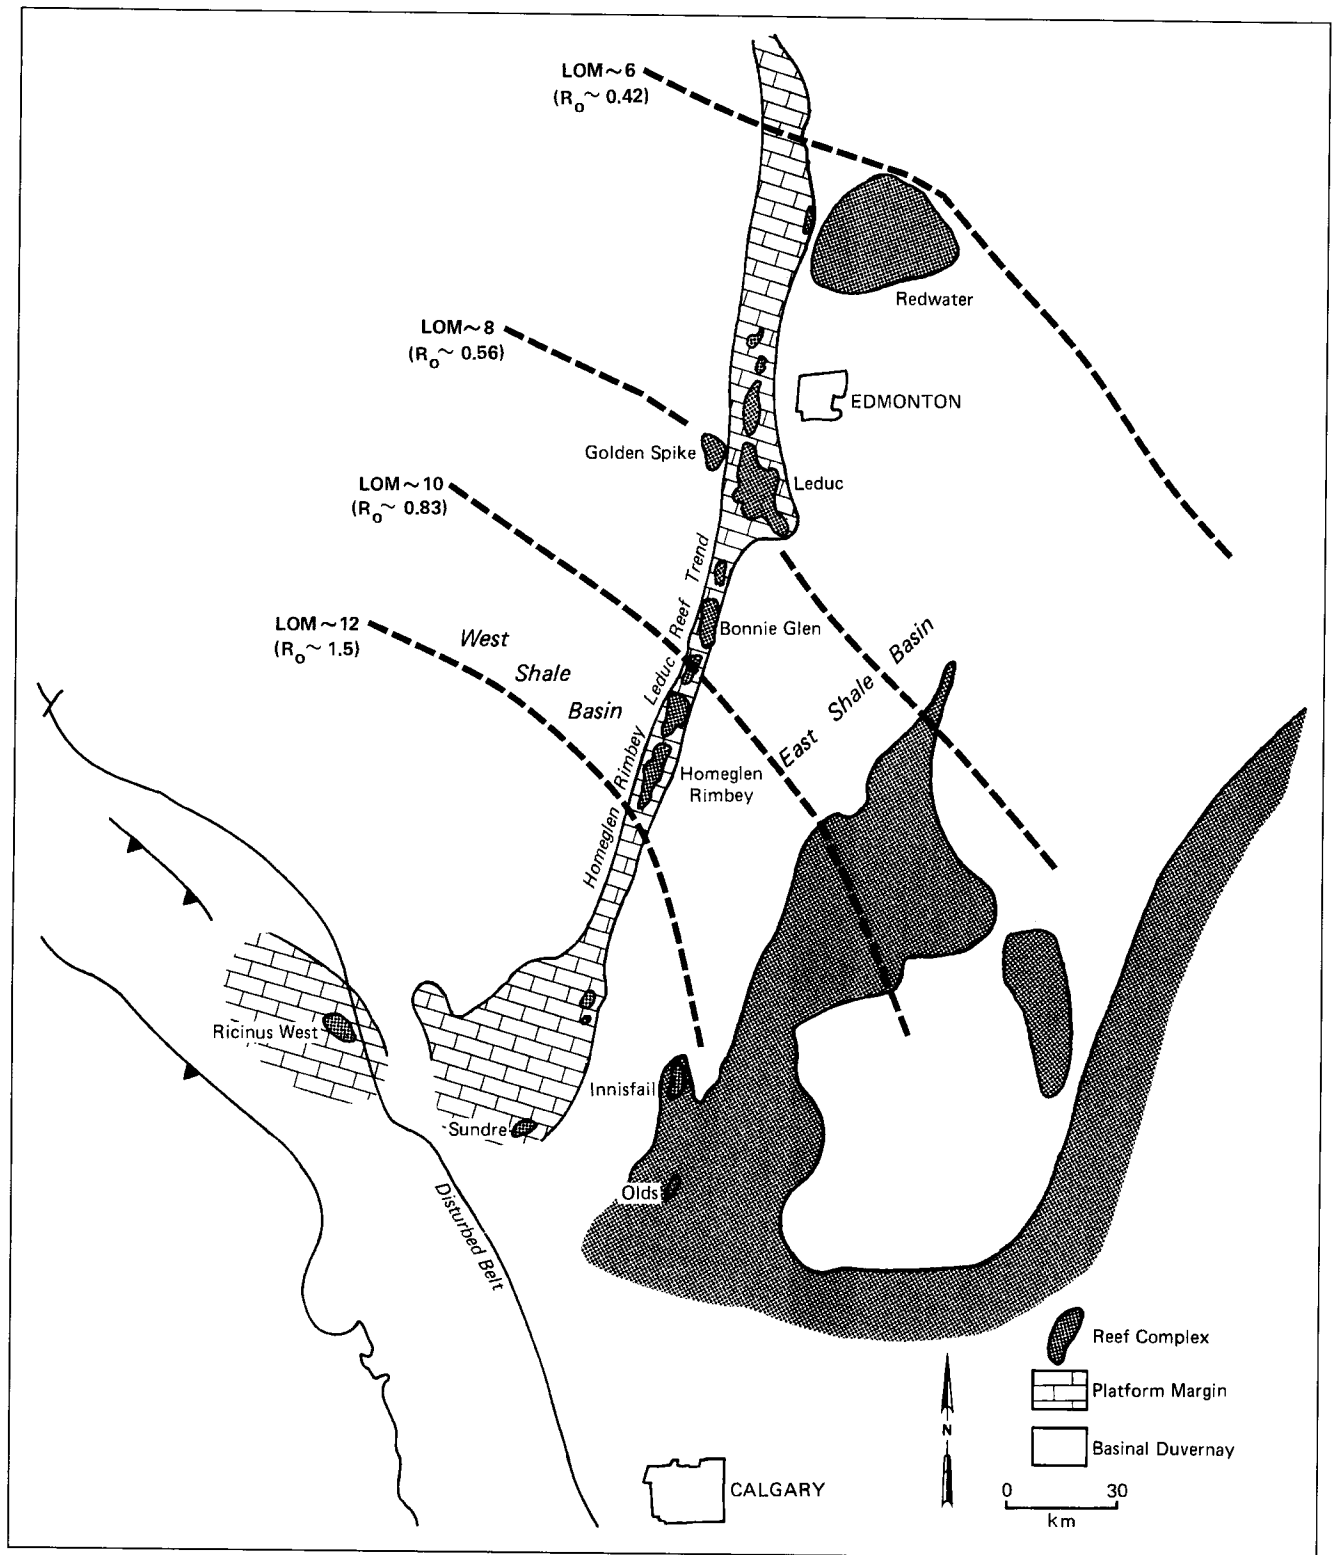 LOM~6
(Ro~ 0.42)
Redwater
LOM~8
(Ro~ 0.56)
EDMONTON
Golden Spike
Leduc
LOM~10
(Ro~ 0.83)
Homeglen Rimbey Leduc Reef Trend
Bonnie Glen
LOM~12
(Ro~ 1.5)
West
Shale
Basin
East Shale Basin
Homeglen
Rimbey
Ricinus West
Innisfail
Sundre
Olds
Disturbed Belt
Reef Complex
Platform Margin
N
Basinal Duvernay
CALGARY
0 30
km